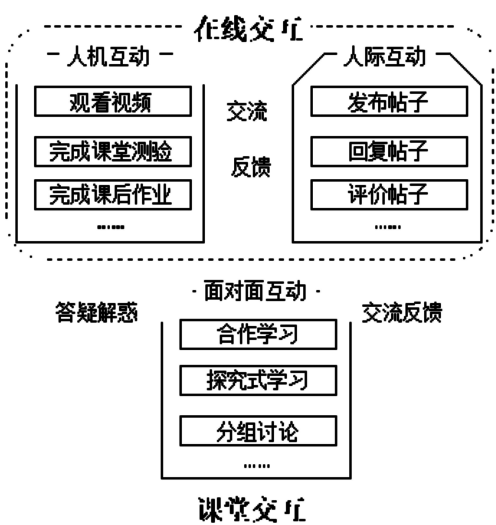 在线交互
人机互动
人际互动
观看视频
完成课堂测验
完成课后作业
……
交流
反馈
发布帖子
回复帖子
评价帖子
……
面对面互动
答疑解惑
交流反馈
合作学习
探究式学习
分组讨论
……
课堂交互